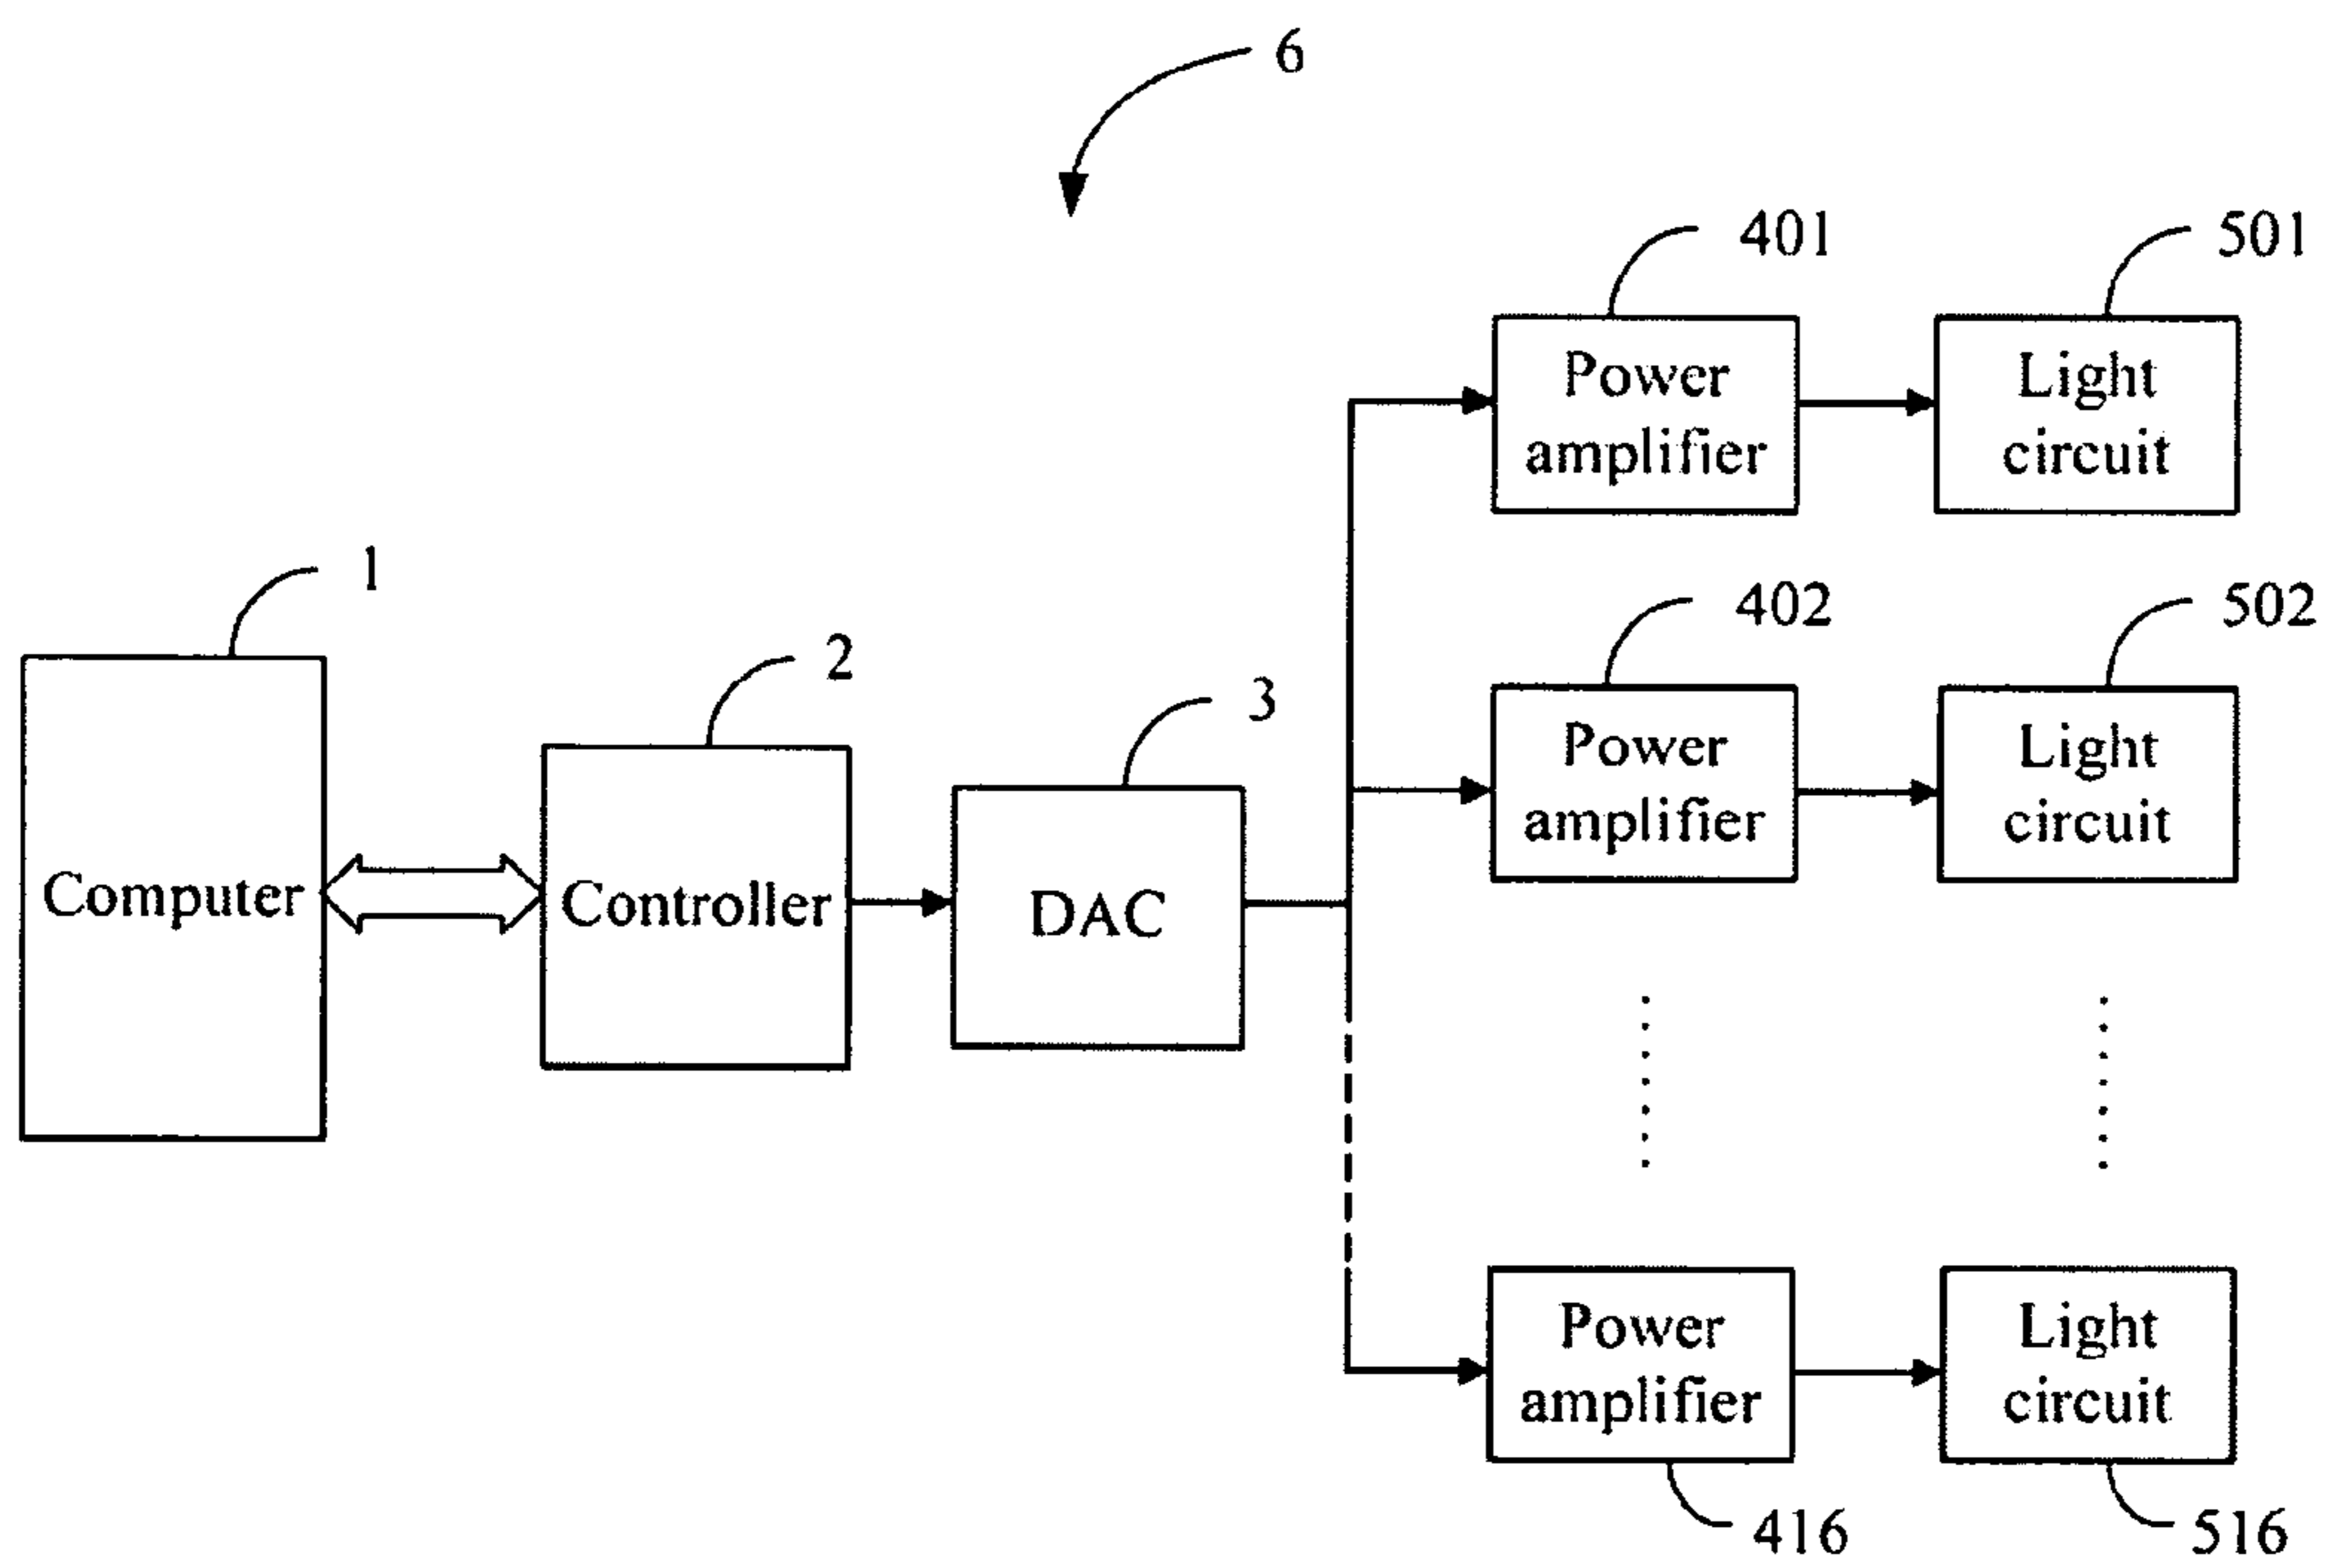 6
401
501
Power
amplifier
Light
circuit
1
2
3
402
502
Power
amplifier
Light
circuit
Computer
Controller
DAC
Power
amplifier
Light
circuit
416
516